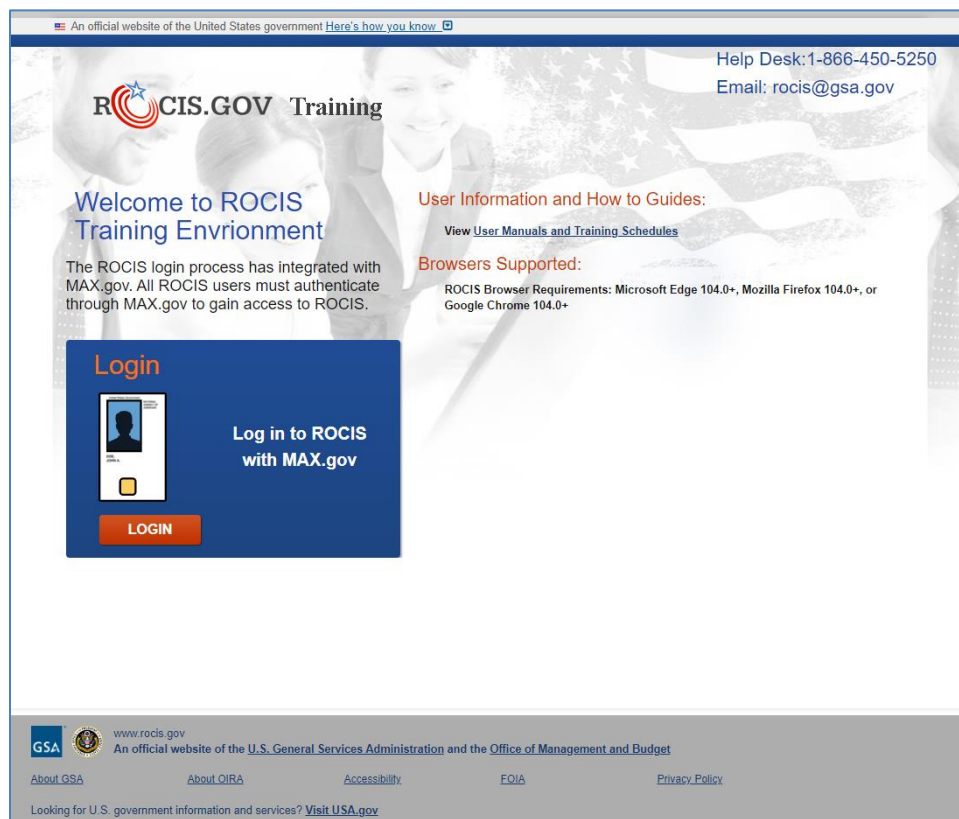 An official website of the United States government Here's how you know
Help Desk:1-866-450-5250
Email: rocis@gsa.gov
ROCIS.GOV Training
Welcome to ROCIS
Training Envrionment
The ROCIS login process has integrated with
MAX.gov. All ROCIS users must authenticate
through MAX.gov to gain access to ROCIS.
User Information and How to Guides:
View User Manuals and Training Schedules
Browsers Supported:
ROCIS Browser Requirements: Microsoft Edge 104.0+, Mozilla Firefox 104.0+, or
Google Chrome 104.0+
Login
Log in to ROCIS
with MAX.gov
LOGIN
GSA
www.rocis.gov
An official website of the U.S. General Services Administration and the Office of Management and Budget
About GSA About OIRA Accessibility FOIA Privacy Policy
Looking for U.S. government information and services? Visit USA.gov